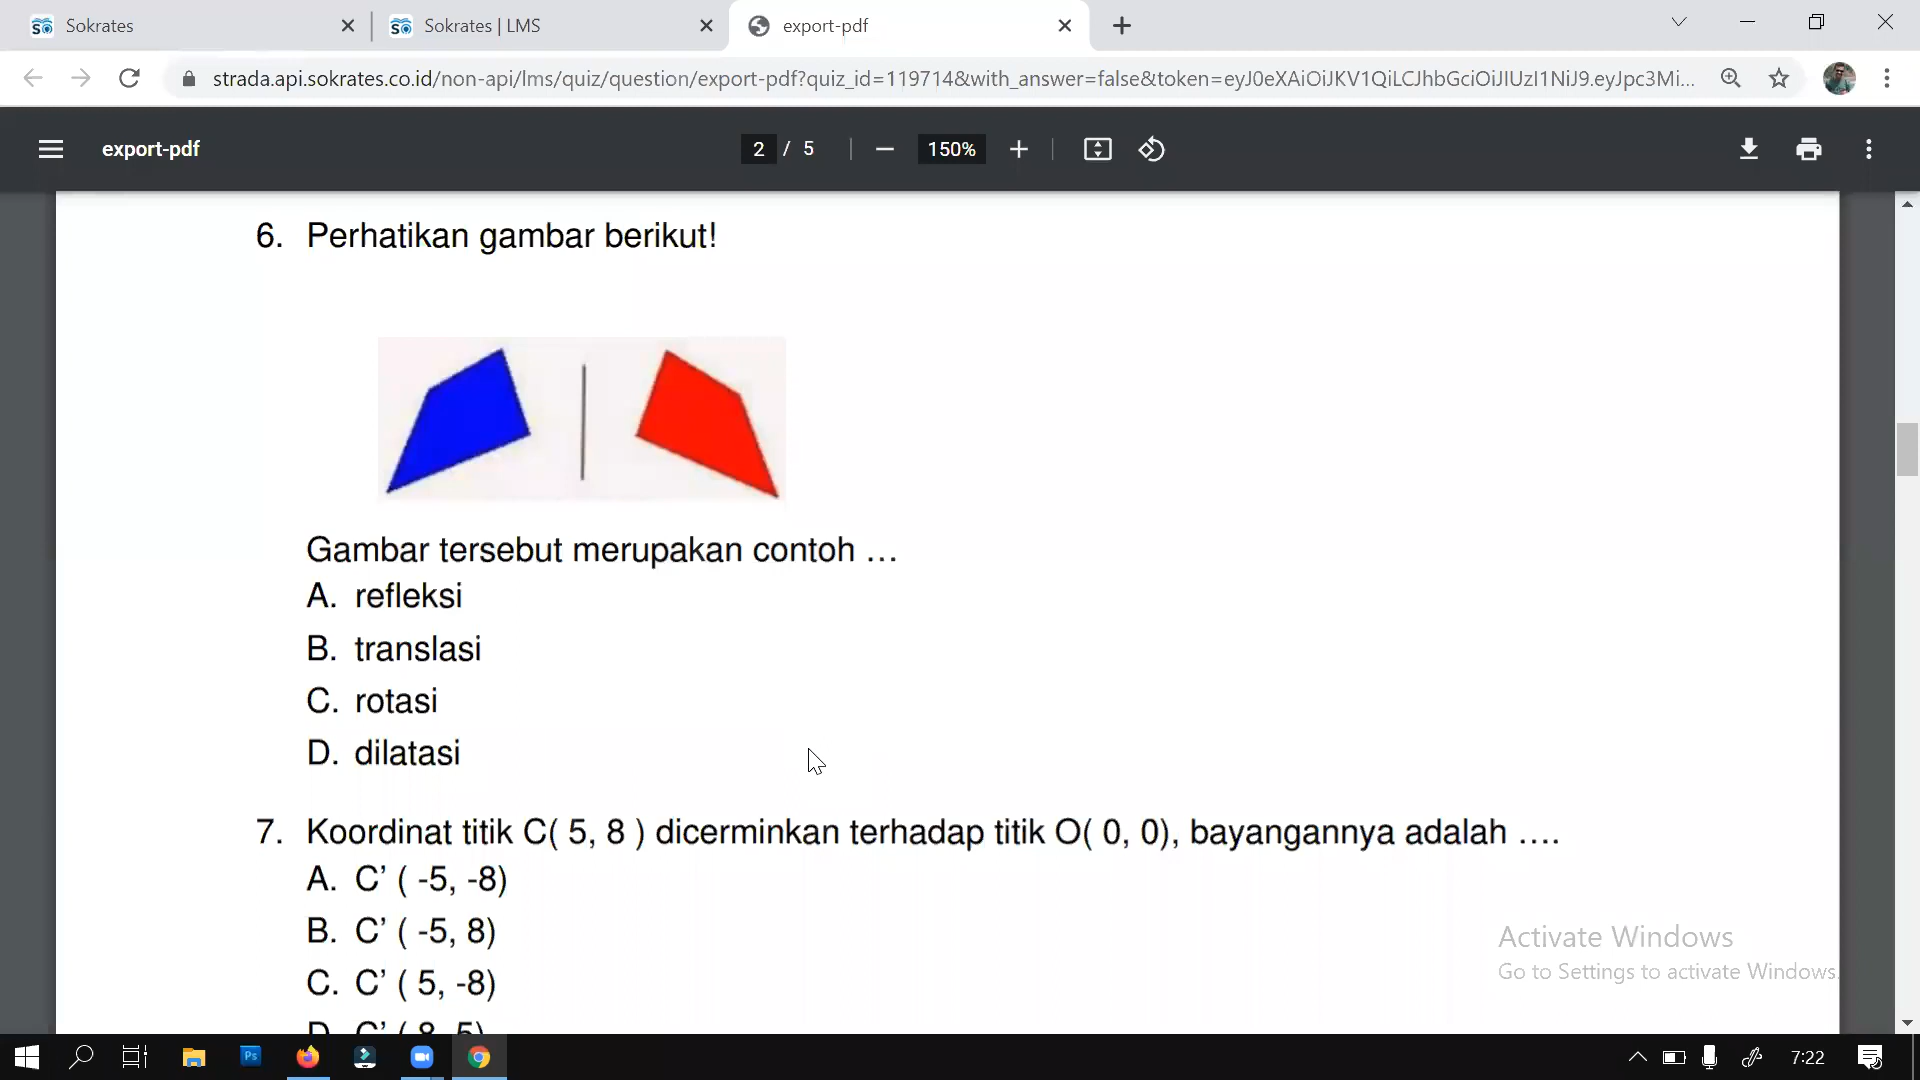 Sokrates
Sokrates | LMS
export-pdf
strada.api.sokrates.co.id/non-api/lms/quiz/question/export-pdf?quiz_id=119714&with_answer=false&token=eyJ0eXAiOiJKV1QiLCJhbGciOiJIUzI1NiJ9.eyJpc3Mi...
export-pdf
2 / 5
150%
6. Perhatikan gambar berikut!
Gambar tersebut merupakan contoh …
A. refleksi
B. translasi
C. rotasi
D. dilatasi
7. Koordinat titik C( 5, 8 ) dicerminkan terhadap titik O( 0, 0), bayangannya adalah ….
A. C’ ( -5, -8)
B. C’ ( -5, 8)
C. C’ ( 5, -8)
D. C’ ( 8, 5)
Activate Windows
Go to Settings to activate Windows.
Ps
7:22